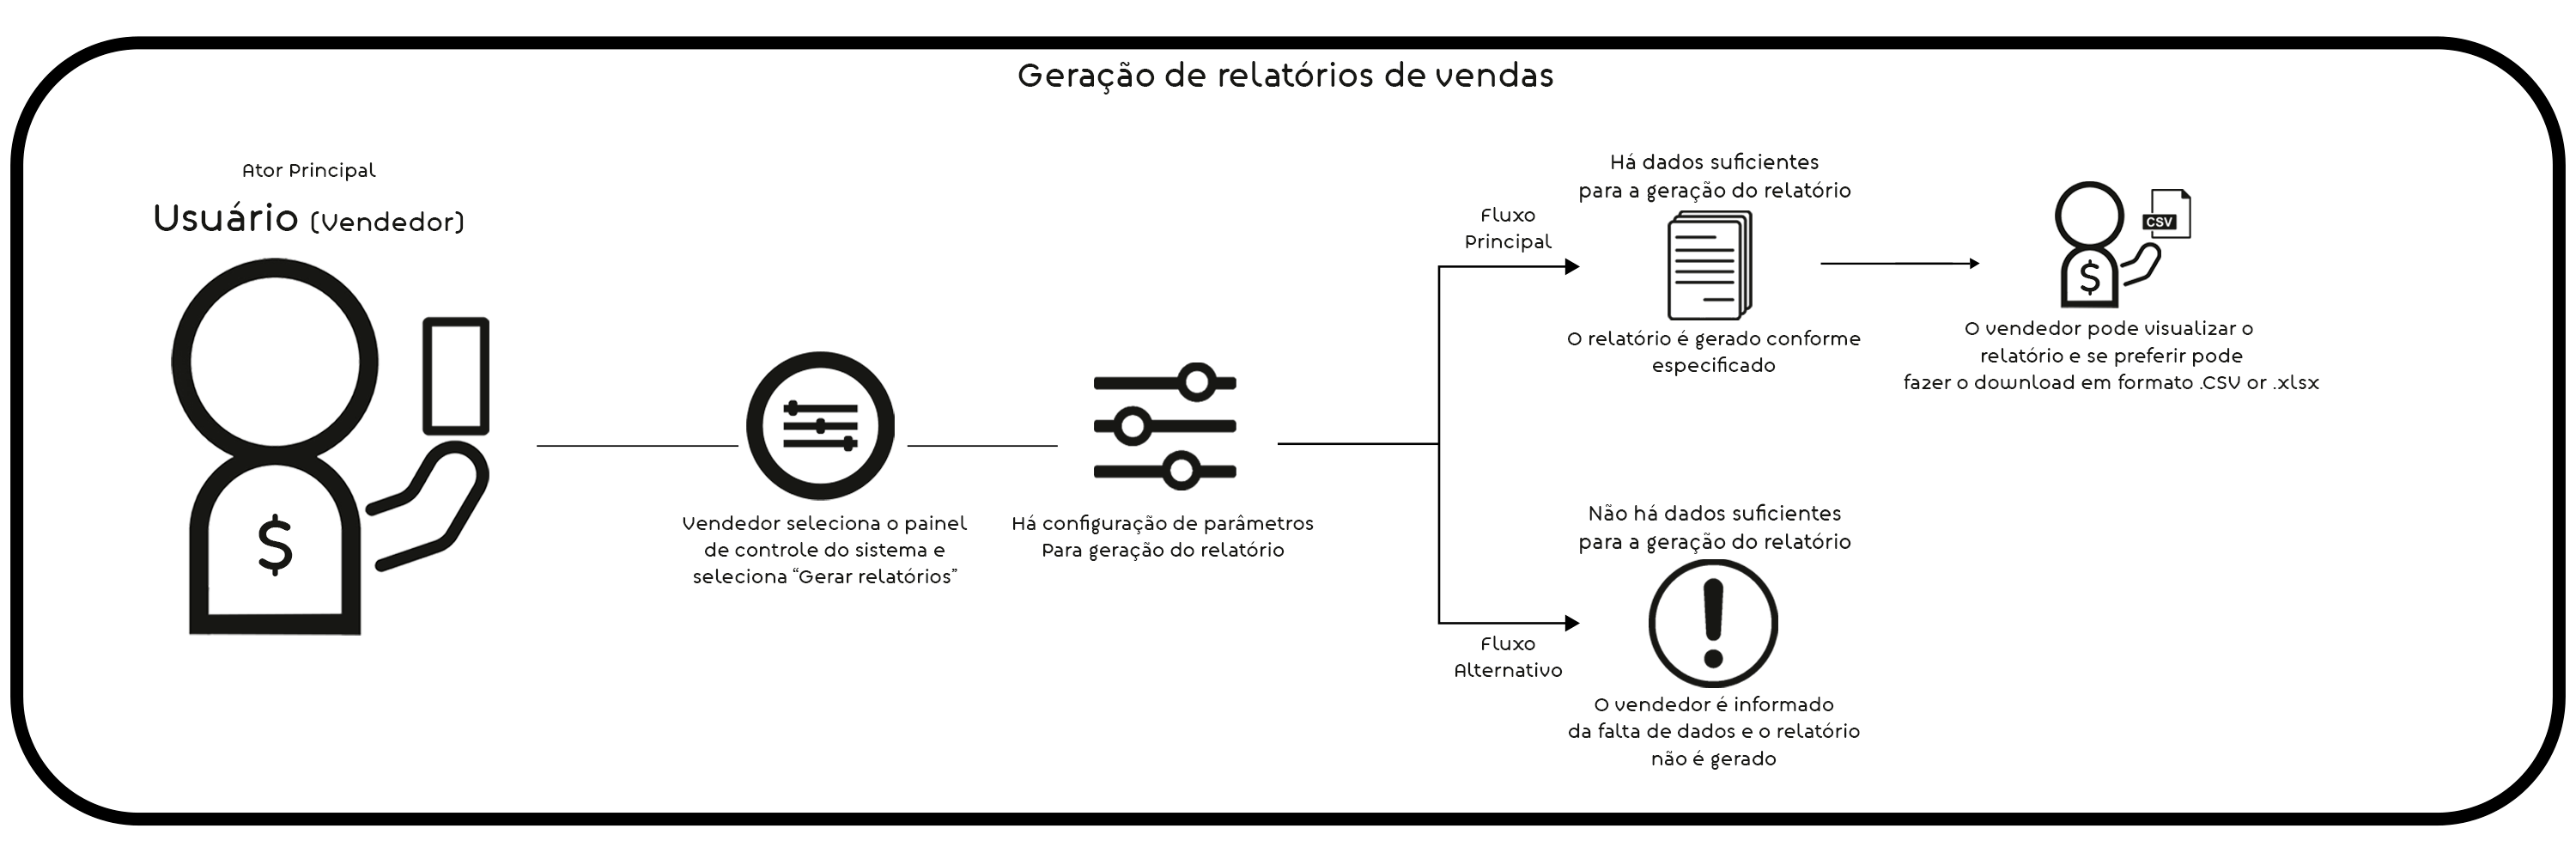 Geração de relatórios de vendas
Ator Principal
Usuário (Vendedor)
$
Vendedor seleciona o painel
de controle do sistema e
seleciona “Gerar relatórios”
Há configuração de parâmetros
Para geração do relatório
Fluxo
Principal
Há dados suficientes
para a geração do relatório
O relatório é gerado conforme
especificado
CSV
$
O vendedor pode visualizar o
relatório e se preferir pode
fazer o download em formato .CSV or .xlsx
Fluxo
Alternativo
Não há dados suficientes
para a geração do relatório
!
O vendedor é informado
da falta de dados e o relatório
não é gerado